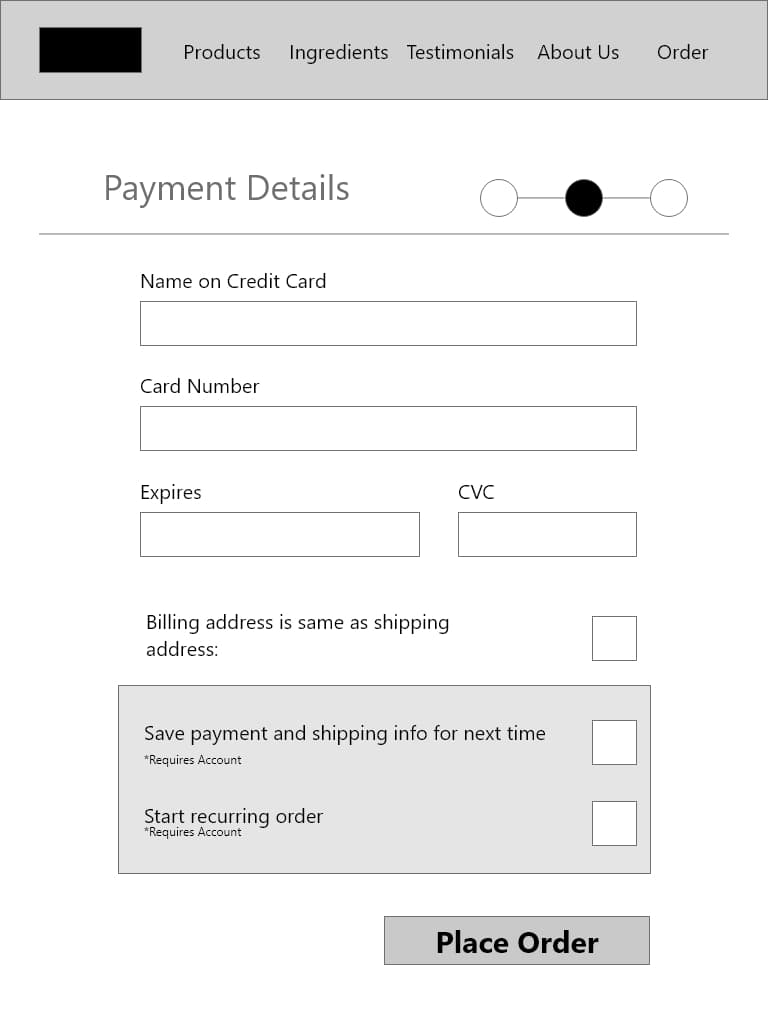 Products Ingredients Testimonials About Us Order
Payment Details
Name on Credit Card
Card Number
Expires CVC
Billing address is same as shipping
address:
Save payment and shipping info for next time
*Requires Account
Start recurring order
*Requires Account
Place Order